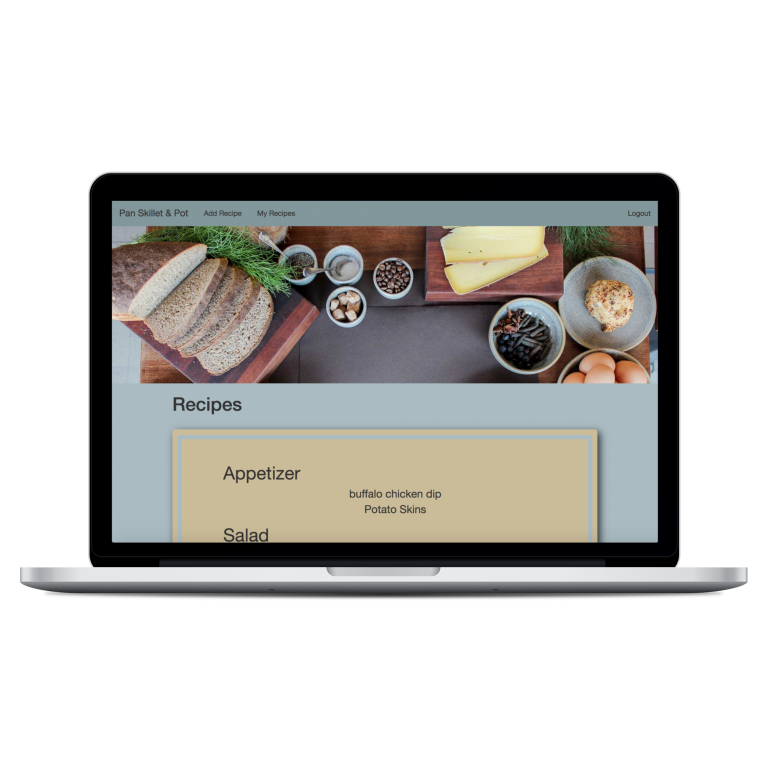 Pan Skillet & Pot Add Recipe My Recipes Logout
Recipes
Appetizer
buffalo chicken dip
Potato Skins
Salad